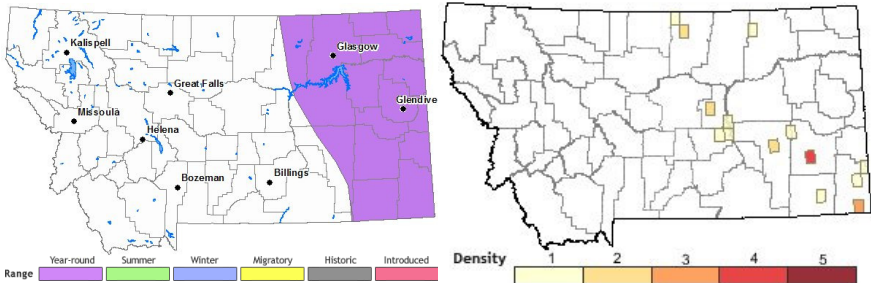 Kalispell
Glasgow
Great Falls
Glendive
Missoula
Helena
Billings
Bozeman
Range Year-round Summer Winter Migratory Historic Introduced
Density 1 2 3 4 5